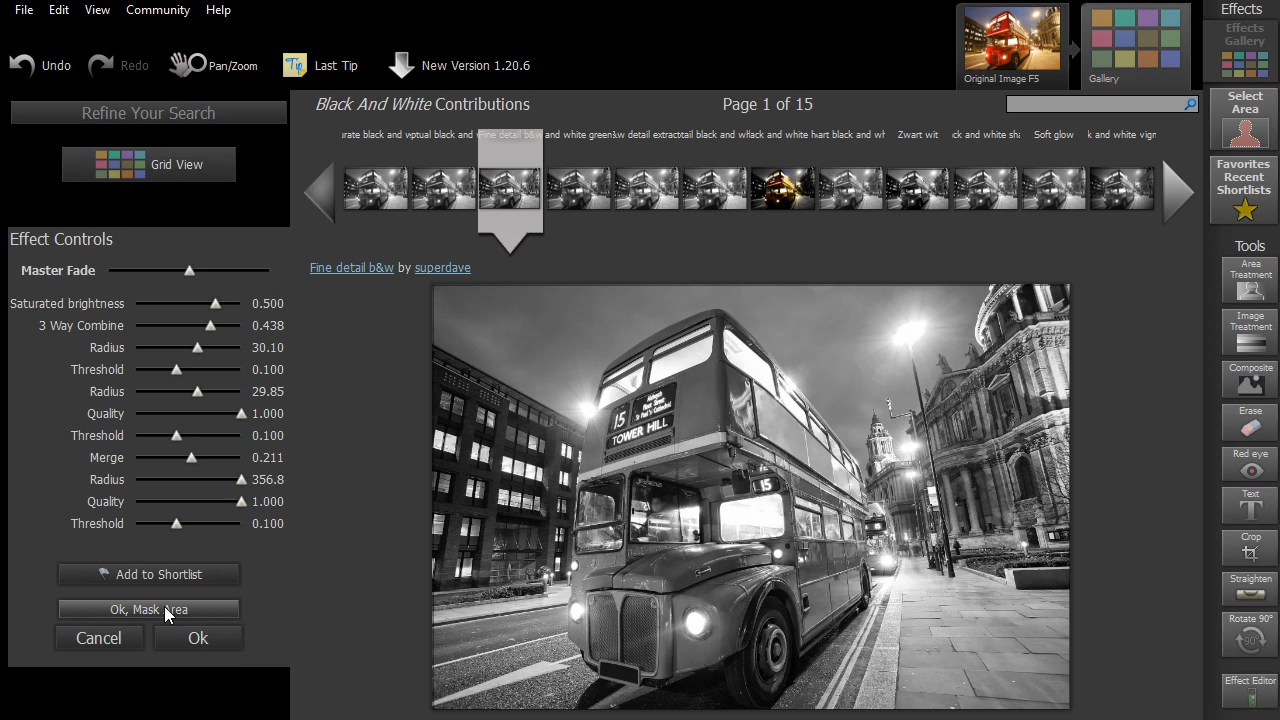 File Edit View Community Help
Undo Redo Pan/Zoom Last Tip New Version 1.20.6
Original Image F5
Gallery
Effects
Effects
Gallery
Select
Area
Favorites
Recent
Shortlists
Tools
Area
Treatment
Image
Treatment
Composite
Erase
Red eye
Text
Crop
Straighten
Rotate 90°
90°
Effect Editor
Refine Your Search
Grid View
Black And White Contributions
Page 1 of 15
Zwart wit
Soft glow
Fine detail b&w by superdave
Effect Controls
Master Fade
Saturated brightness 0.500
3 Way Combine 0.438
Radius 30.10
Threshold 0.100
Radius 29.85
Quality 1.000
Threshold 0.100
Merge 0.211
Radius 356.8
Quality 1.000
Threshold 0.100
Add to Shortlist
Ok, Mask Area
Cancel Ok
15
TOWER HILL
15